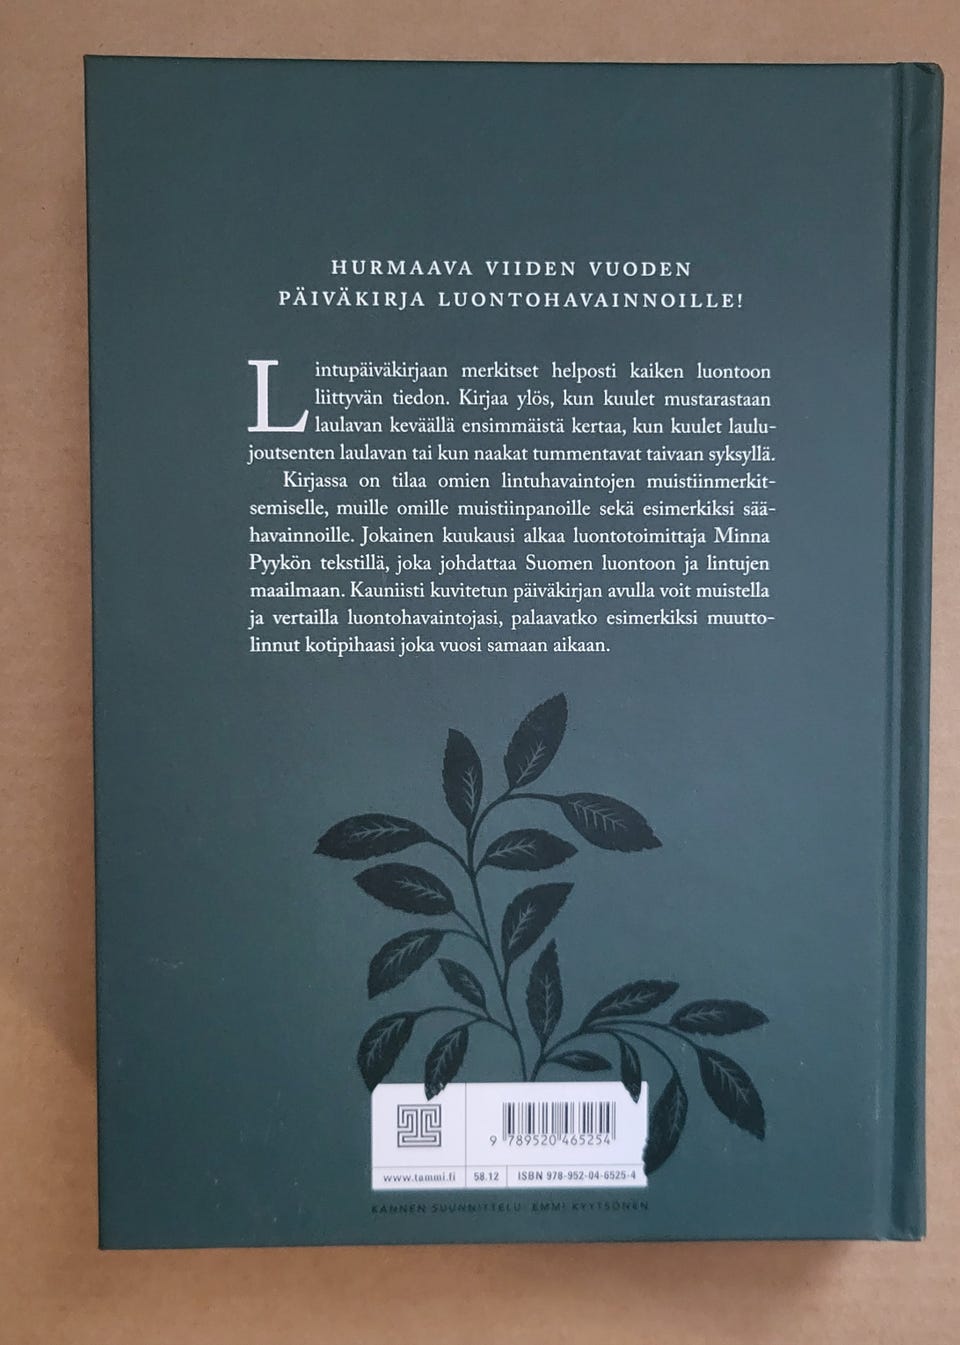 HURMAAVA VIIDEN VUODEN
PÄIVÄKIRJA LUONTOHAVAINNOILLE!
Lintupäiväkirjaan merkitset helposti kaiken luontoon
liittyvän tiedon. Kirjaa ylös, kun kuulet mustarastaan
laulavan keväällä ensimmäistä kertaa, kun kuulet laulu-
joutsenten laulavan tai kun naakat tummentavat taivaan syksyllä.
Kirjassa on tilaa omien lintuhavaintojen muistiinmerkit-
semiselle, muille omille muistiinpanoille sekä esimerkiksi sää-
havainnoille. Jokainen kuukausi alkaa luontotoimittaja Minna
Pyykön tekstillä, joka johdattaa Suomen luontoon ja lintujen
maailmaan. Kauniisti kuvitetun päiväkirjan avulla voit muistella
ja vertailla luontohavaintojasi, palaavatko esimerkiksi muutto-
linnut kotipihaasi joka vuosi samaan aikaan.
9 789520 465254
www.tammi.fi 58.12 ISBN 978-952-04-6525-4
KANNEN SUUNNITTELU: EMMI KYYTSÖNEN